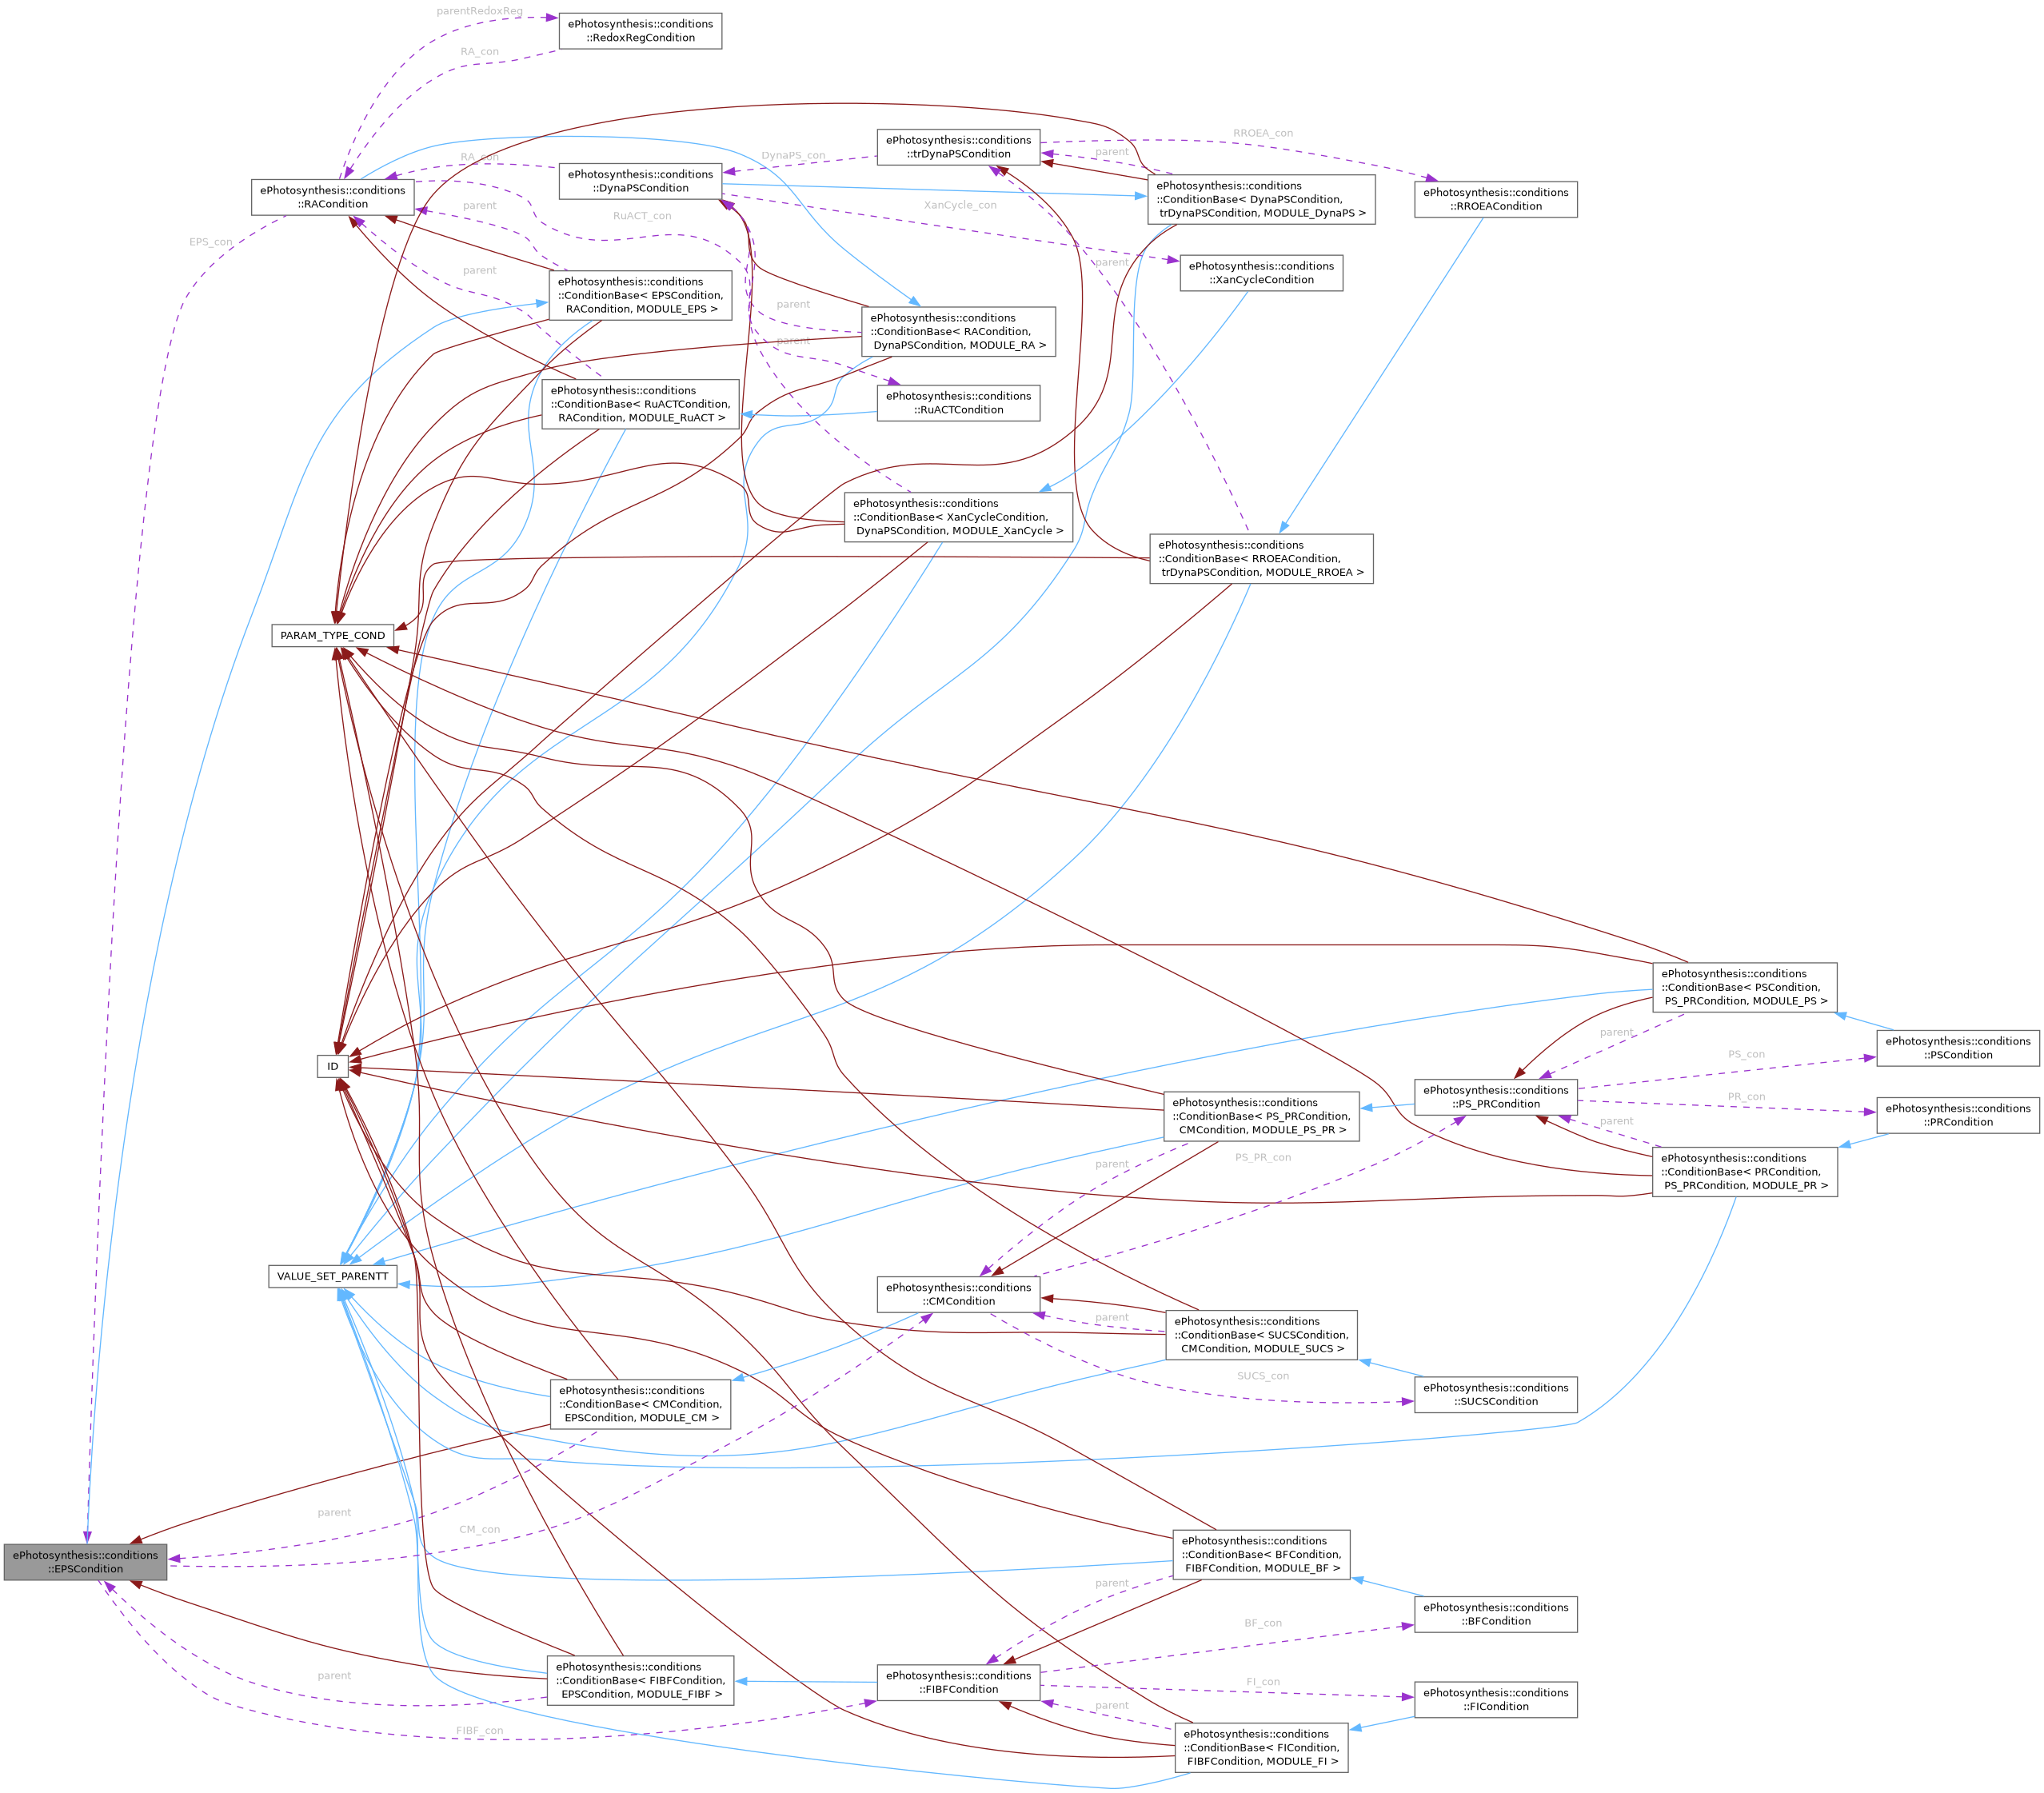 parentRedoxReg
ePhotosynthesis::conditions
::RedoxRegCondition
RA_con
RROEA_con
ePhotosynthesis::conditions
::trDynaPSCondition
parent
DynaPS_con
RA_con
ePhotosynthesis::conditions
::DynaPSCondition
ePhotosynthesis::conditions
::RACondition
ePhotosynthesis::conditions
::ConditionBase< DynaPSCondition,
trDynaPSCondition, MODULE_DynaPS >
ePhotosynthesis::conditions
::RROEACondition
parent
RuACT_con
XanCycle_con
EPS_con
parent
parent
ePhotosynthesis::conditions
::XanCycleCondition
ePhotosynthesis::conditions
::ConditionBase< EPSCondition,
RACondition, MODULE_EPS >
parent
ePhotosynthesis::conditions
::ConditionBase< RACondition,
DynaPSCondition, MODULE_RA >
parent
ePhotosynthesis::conditions
::ConditionBase< RuACTCondition,
RACondition, MODULE_RuACT >
ePhotosynthesis::conditions
::RuACTCondition
ePhotosynthesis::conditions
::ConditionBase< XanCycleCondition,
DynaPSCondition, MODULE_XanCycle >
ePhotosynthesis::conditions
::ConditionBase< RROEACondition,
trDynaPSCondition, MODULE_RROEA >
PARAM_TYPE_COND
ePhotosynthesis::conditions
::ConditionBase< PSCondition,
PS_PRCondition, MODULE_PS >
parent
ePhotosynthesis::conditions
::PSCondition
PS_con
ID
ePhotosynthesis::conditions
::PS_PRCondition
PR_con
ePhotosynthesis::conditions
::PRCondition
ePhotosynthesis::conditions
::ConditionBase< PS_PRCondition,
CMCondition, MODULE_PS_PR >
parent
ePhotosynthesis::conditions
::ConditionBase< PRCondition,
PS_PRCondition, MODULE_PR >
parent
PS_PR_con
VALUE_SET_PARENTT
ePhotosynthesis::conditions
::CMCondition
parent
ePhotosynthesis::conditions
::ConditionBase< SUCSCondition,
CMCondition, MODULE_SUCS >
SUCS_con
ePhotosynthesis::conditions
::SUCSCondition
ePhotosynthesis::conditions
::ConditionBase< CMCondition,
EPSCondition, MODULE_CM >
parent
CM_con
ePhotosynthesis::conditions
::EPSCondition
ePhotosynthesis::conditions
::ConditionBase< BFCondition,
FIBFCondition, MODULE_BF >
parent
ePhotosynthesis::conditions
::BFCondition
BF_con
ePhotosynthesis::conditions
::ConditionBase< FIBFCondition,
EPSCondition, MODULE_FIBF >
parent
ePhotosynthesis::conditions
::FIBFCondition
FI_con
ePhotosynthesis::conditions
::FICondition
parent
FIBF_con
ePhotosynthesis::conditions
::ConditionBase< FICondition,
FIBFCondition, MODULE_FI >